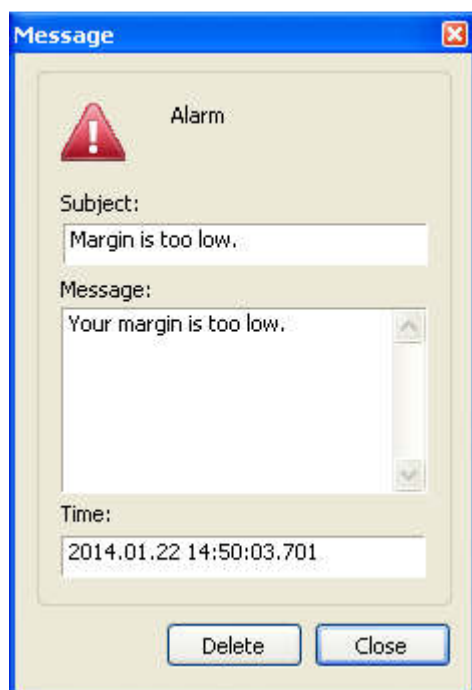 Message
Alarm
Subject:
Margin is too low.
Message:
Your margin is too low.
Time:
2014.01.22 14:50:03.701
Delete Close